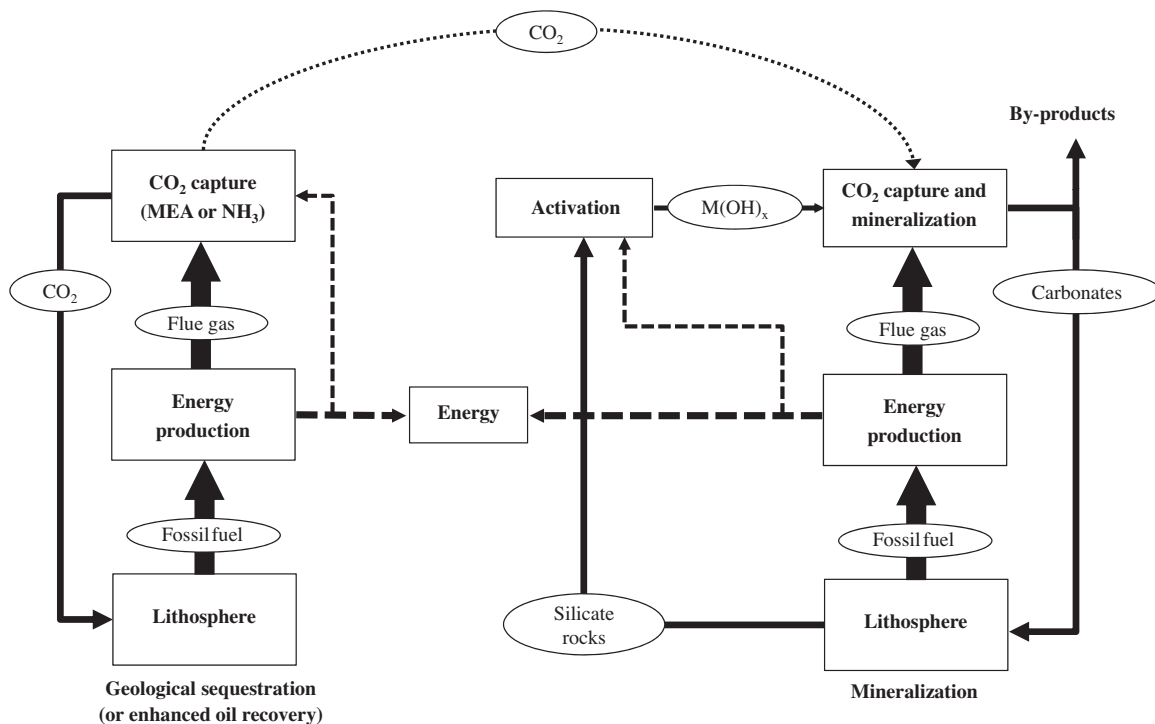 CO₂
By-products
CO₂ capture
(MEA or NH₃)
Activation
M(OH)ₓ
CO₂ capture and
mineralization
CO₂
Carbonates
Flue gas
Flue gas
Energy
production
Energy
Energy
production
Fossil fuel
Fossil fuel
Lithosphere
Silicate
rocks
Lithosphere
Geological sequestration
(or enhanced oil recovery)
Mineralization